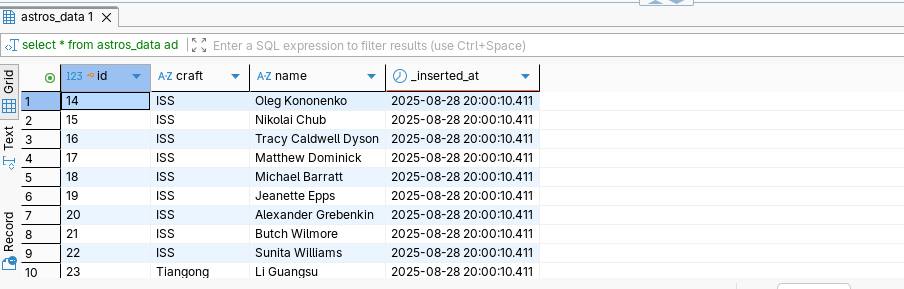 astros_data 1
select * from astros_data ad Enter a SQL expression to filter results (use Ctrl+Space)
Grid
Text
Record
123 id A-Z craft A-Z name _inserted_at
1 14 ISS Oleg Kononenko 2025-08-28 20:00:10.411
2 15 ISS Nikolai Chub 2025-08-28 20:00:10.411
3 16 ISS Tracy Caldwell Dyson 2025-08-28 20:00:10.411
4 17 ISS Matthew Dominick 2025-08-28 20:00:10.411
5 18 ISS Michael Barratt 2025-08-28 20:00:10.411
6 19 ISS Jeanette Epps 2025-08-28 20:00:10.411
7 20 ISS Alexander Grebenkin 2025-08-28 20:00:10.411
8 21 ISS Butch Wilmore 2025-08-28 20:00:10.411
9 22 ISS Sunita Williams 2025-08-28 20:00:10.411
10 23 Tiangong Li Guangsu 2025-08-28 20:00:10.411